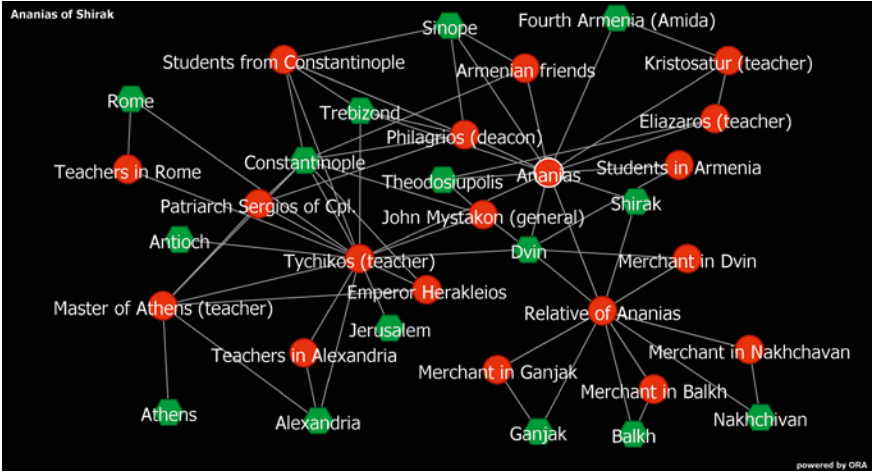 Ananias of Shirak
Sinope
Fourth Armenia (Amida)
Students from Constantinople
Armenian friends
Kristosatur (teacher)
Rome
Trebizond
Philagrios (deacon)
Eliazaros (teacher)
Teachers in Rome
Constantinople
Theodosiupolis
Ananias
Students in Armenia
Patriarch Sergios of Cpl.
John Mystakon (general)
Shirak
Antioch
Tychikos (teacher)
Dvin
Merchant in Dvin
Master of Athens (teacher)
Emperor Herakleios
Relative of Ananias
Jerusalem
Teachers in Alexandria
Merchant in Ganjak
Merchant in Nakhchavan
Merchant in Balkh
Athens
Alexandria
Ganjak
Balkh
Nakhchivan
powered by ORA